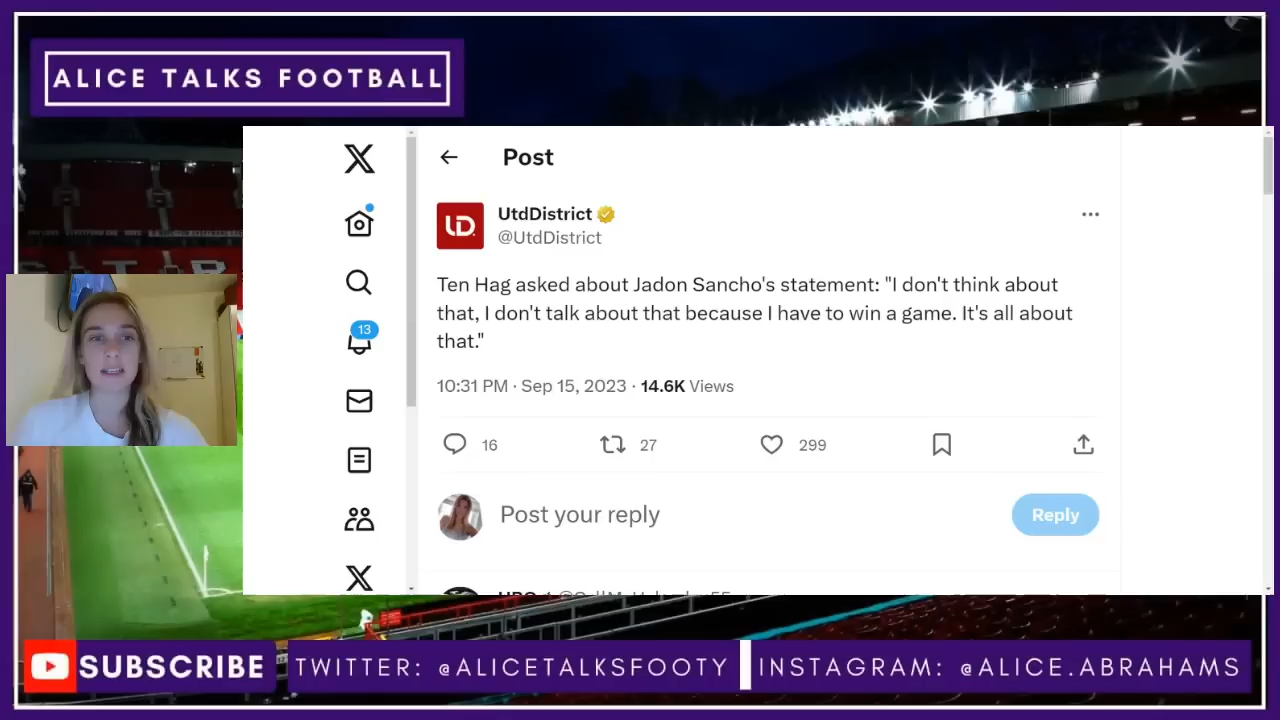 ALICE TALKS FOOTBALL
Post
UtdDistrict
@UtdDistrict
Ten Hag asked about Jadon Sancho's statement: "I don't think about
that, I don't talk about that because I have to win a game. It's all about
that."
10:31 PM · Sep 15, 2023 · 14.6K Views
13
16
27
299
Post your reply
Reply
SUBSCRIBE
TWITTER: @ALICETALKSFOOTY
INSTAGRAM: @ALICE.ABRAHAMS